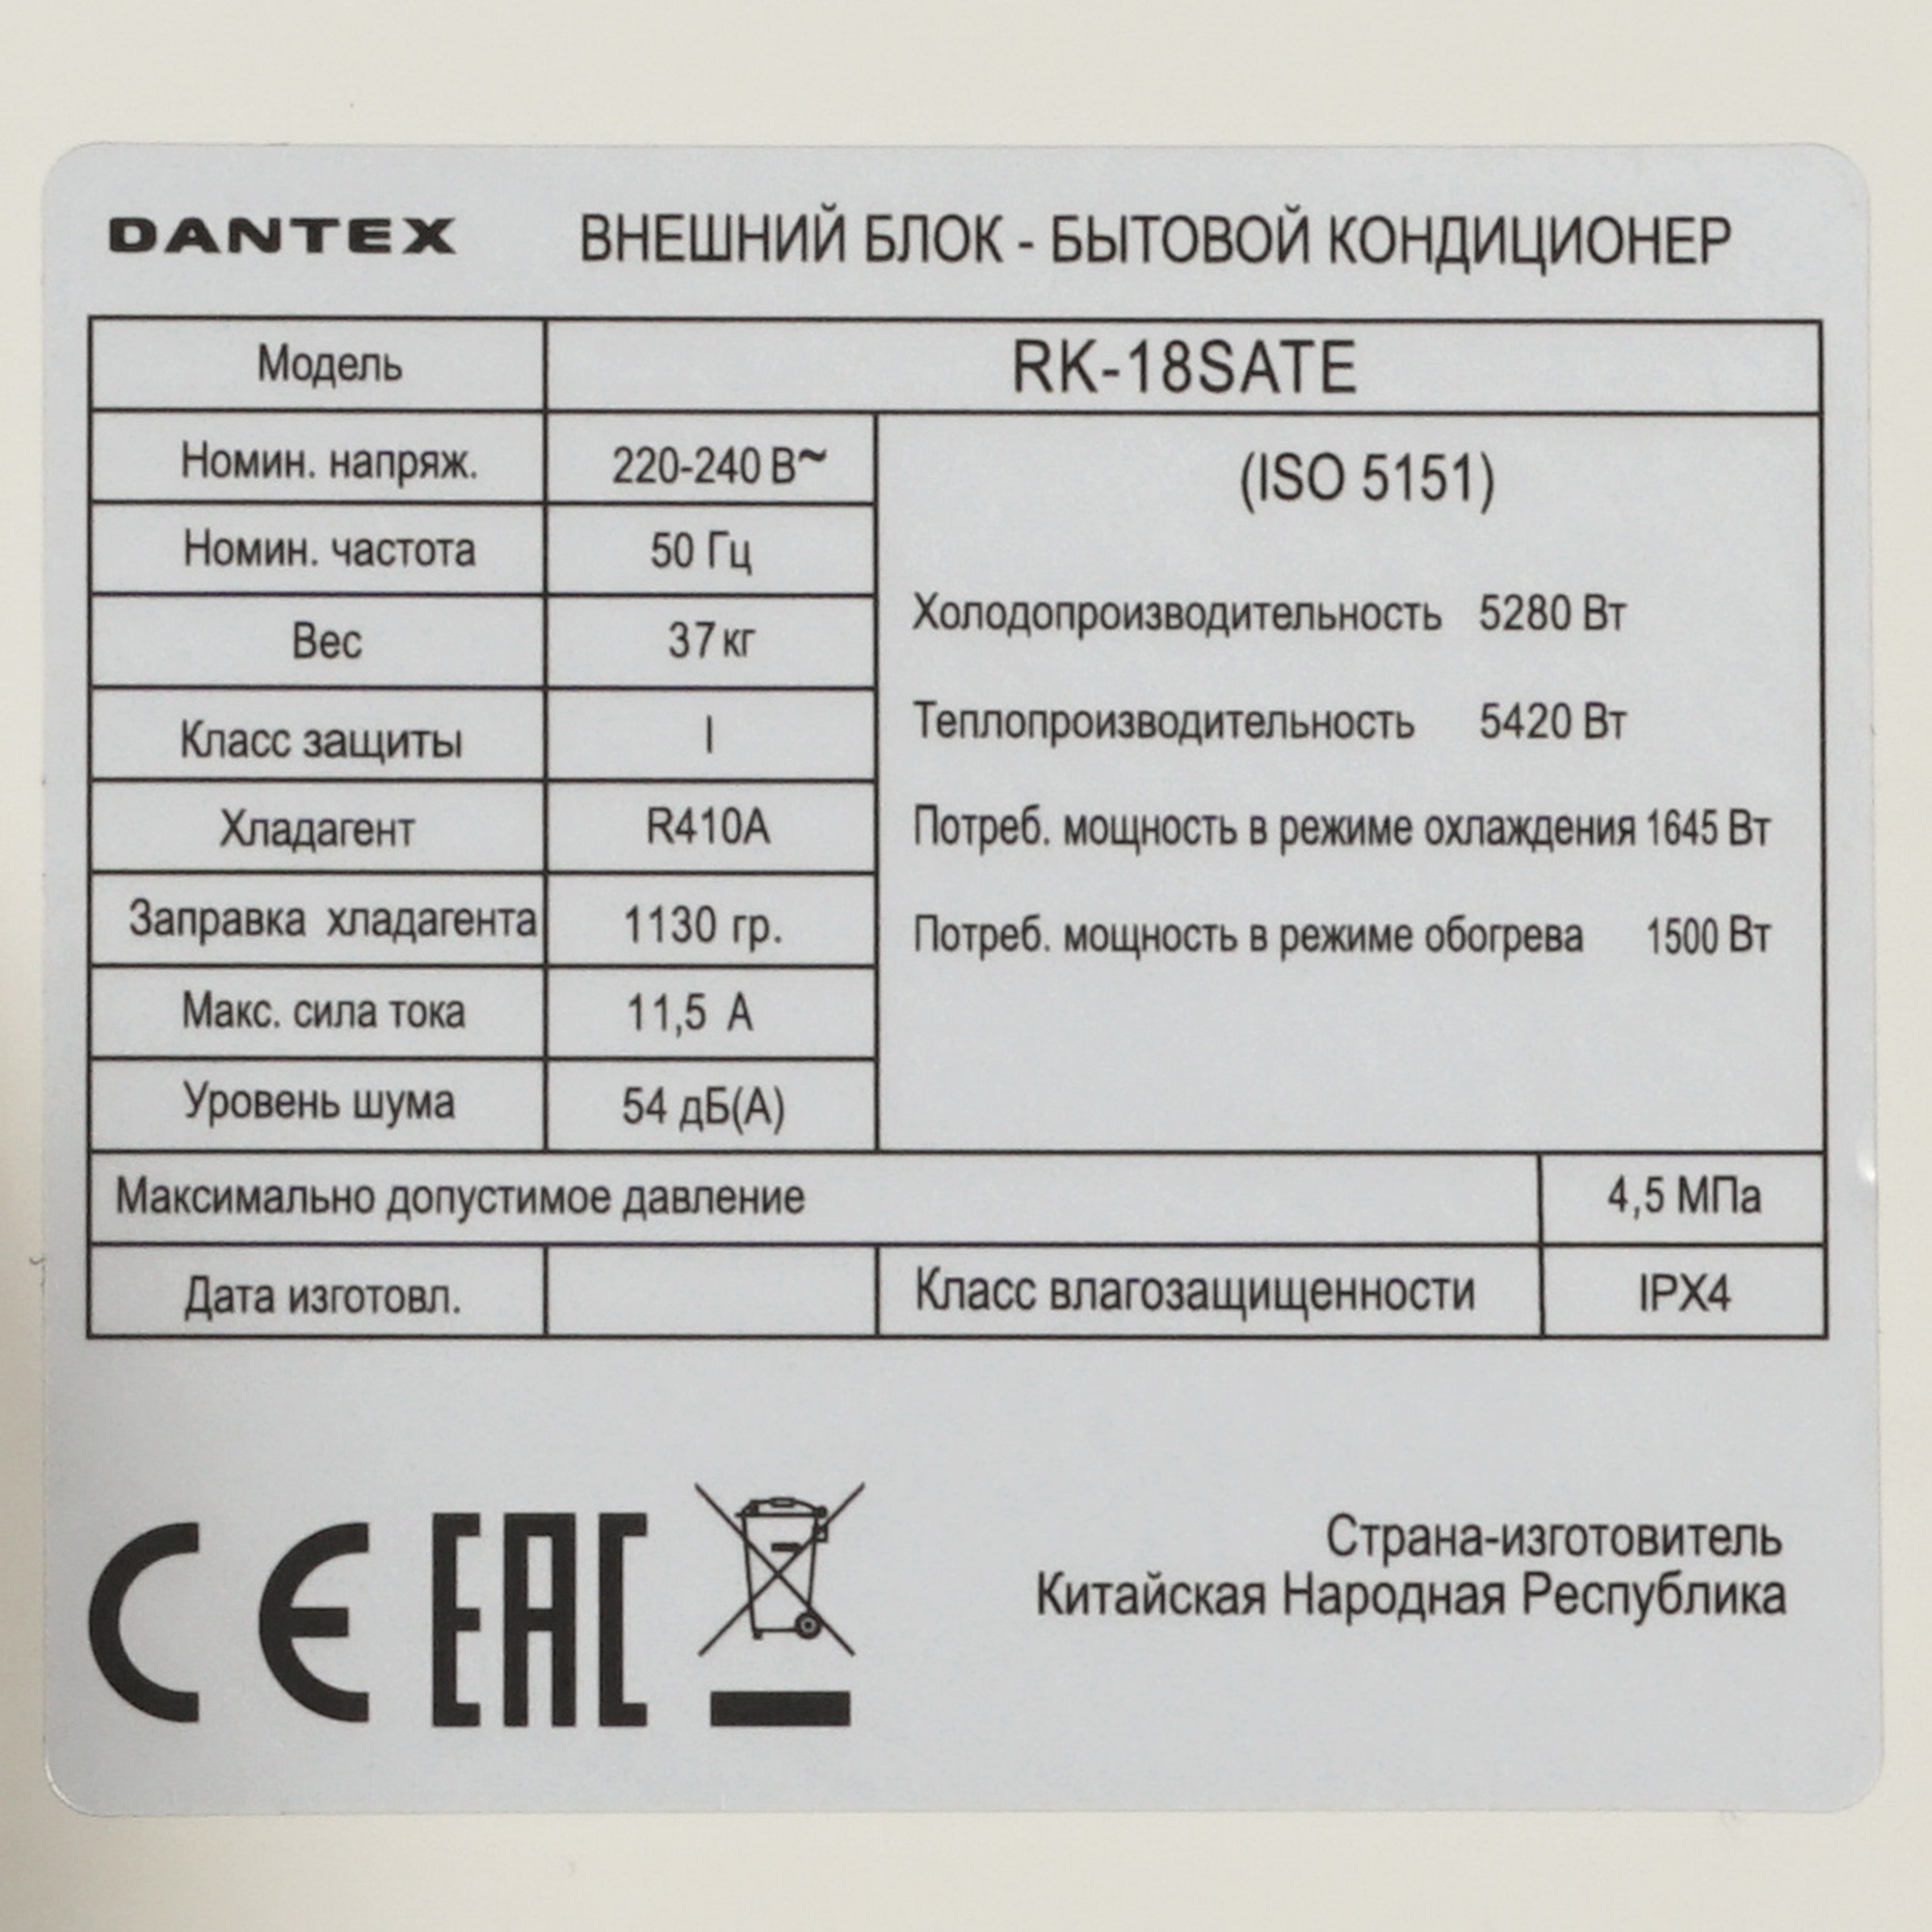 DANTEX ВНЕШНИЙ БЛОК - БЫТОВОЙ КОНДИЦИОНЕР
Модель RK-18SATE
Номин. напряж. 220-240 В~
(ISO 5151)
Номин. частота 50 Гц
Холодопроизводительность 5280 Вт
Вес 37 кг
Теплопроизводительность 5420 Вт
Класс защиты I
Хладагент R410A
Потреб. мощность в режиме охлаждения 1645 Вт
Заправка хладагента 1130 гр.
Потреб. мощность в режиме обогрева 1500 Вт
Макс. сила тока 11,5 А
Уровень шума 54 дБ(А)
Максимально допустимое давление 4,5 МПа
Дата изготовл. Класс влагозащищенности IPX4
CE EAC
Страна-изготовитель
Китайская Народная Республика